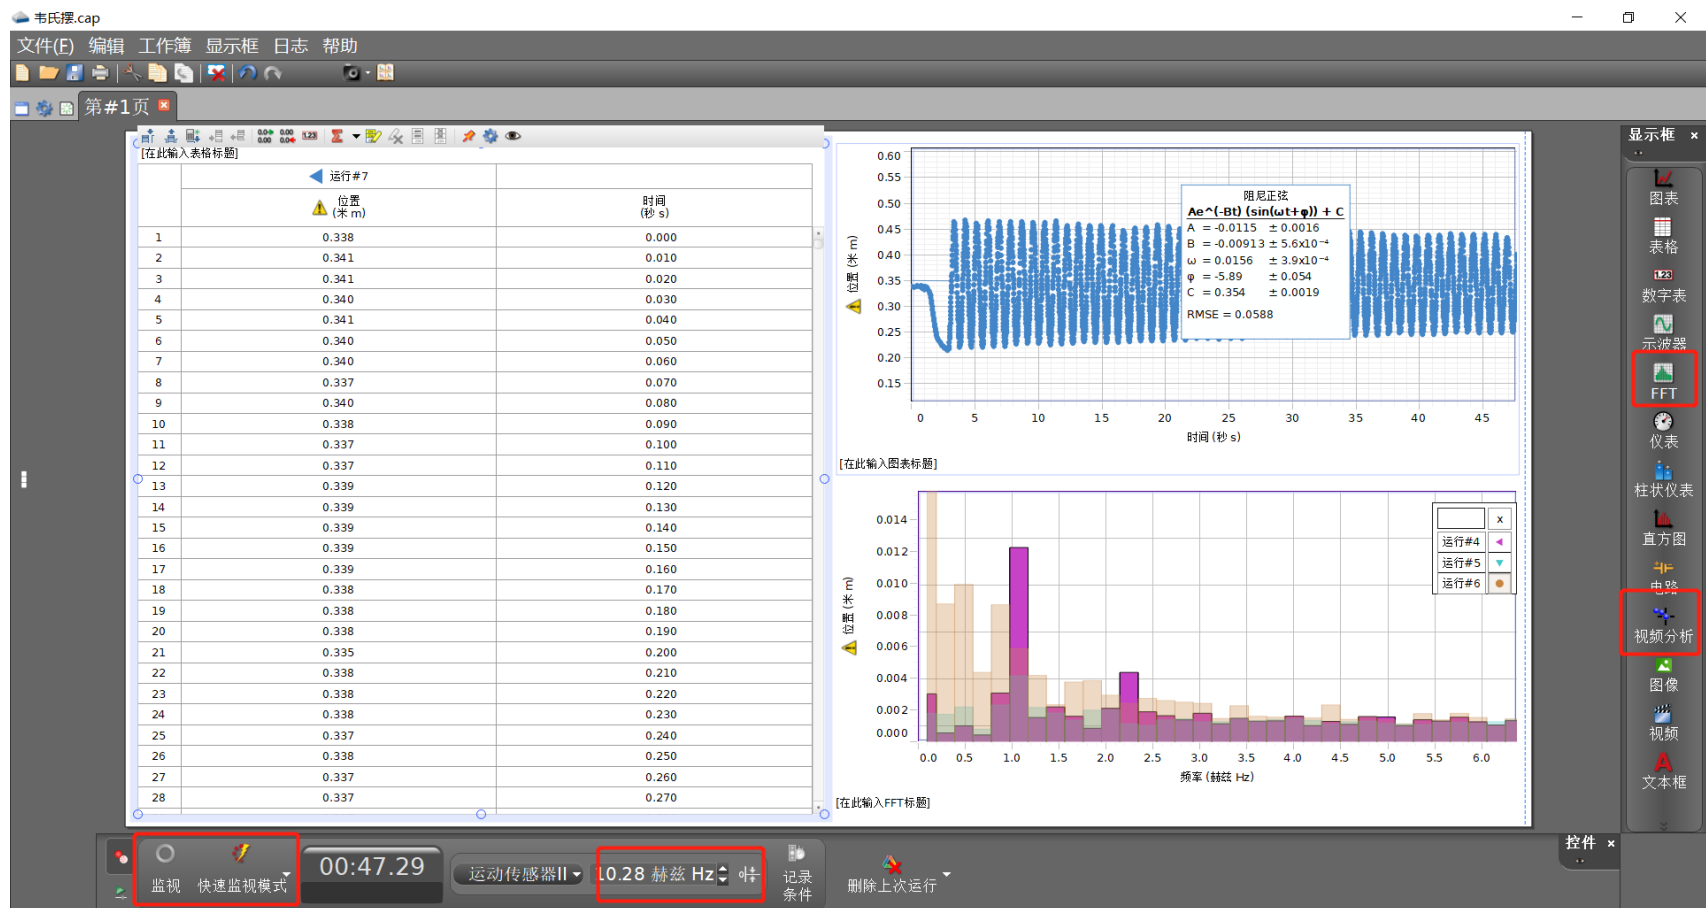 韦氏摆.cap
文件(F) 编辑 工作簿 显示框 日志 帮助
第#1页
[在此输入表格标题]
运行#7
位置 时间
(米 m) (秒 s)
1 0.338 0.000
2 0.341 0.010
3 0.341 0.020
4 0.340 0.030
5 0.341 0.040
6 0.340 0.050
7 0.340 0.060
8 0.337 0.070
9 0.340 0.080
10 0.338 0.090
11 0.337 0.100
12 0.337 0.110
13 0.339 0.120
14 0.339 0.130
15 0.339 0.140
16 0.339 0.150
17 0.339 0.160
18 0.338 0.170
19 0.338 0.180
20 0.338 0.190
21 0.335 0.200
22 0.338 0.210
23 0.338 0.220
24 0.338 0.230
25 0.337 0.240
26 0.338 0.250
27 0.337 0.260
28 0.337 0.270
0.60
0.55
0.50
0.45
0.40
0.35
0.30
0.25
0.20
0.15
位置 (米 m)
阻尼正弦
Ae^(-Bt) (sin(ωt+φ)) + C
A = -0.0115 ± 0.0016
B = -0.00913 ± 5.6x10⁻⁴
ω = 0.0156 ± 3.9x10⁻⁴
φ = -5.89 ± 0.054
C = 0.354 ± 0.0019
RMSE = 0.0588
0 5 10 15 20 25 30 35 40 45
时间 (秒 s)
[在此输入图表标题]
0.014
0.012
0.010
0.008
0.006
0.004
0.002
0.000
位置 (米 m)
x
运行#4
运行#5
运行#6
0.0 0.5 1.0 1.5 2.0 2.5 3.0 3.5 4.0 4.5 5.0 5.5 6.0
频率 (赫兹 Hz)
[在此输入FFT标题]
显示框
图表
表格
1.23
数字表
示波器
FFT
仪表
柱状仪表
直方图
电路
视频分析
图像
视频
A
文本框
监视
快速监视模式
00:47.29
运动传感器II
10.28 赫兹 Hz
记录
条件
删除上次运行
控件